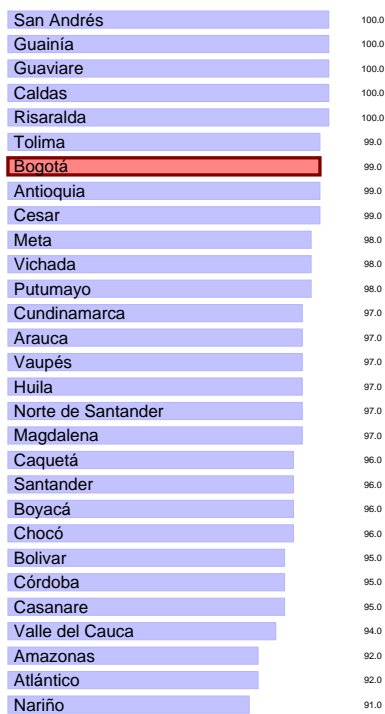 San Andrés 100.0
Guainía 100.0
Guaviare 100.0
Caldas 100.0
Risaralda 100.0
Tolima 99.0
Bogotá 99.0
Antioquia 99.0
Cesar 99.0
Meta 98.0
Vichada 98.0
Putumayo 98.0
Cundinamarca 97.0
Arauca 97.0
Vaupés 97.0
Huila 97.0
Norte de Santander 97.0
Magdalena 97.0
Caquetá 96.0
Santander 96.0
Boyacá 96.0
Chocó 96.0
Bolivar 95.0
Córdoba 95.0
Casanare 95.0
Valle del Cauca 94.0
Amazonas 92.0
Atlántico 92.0
Nariño 91.0